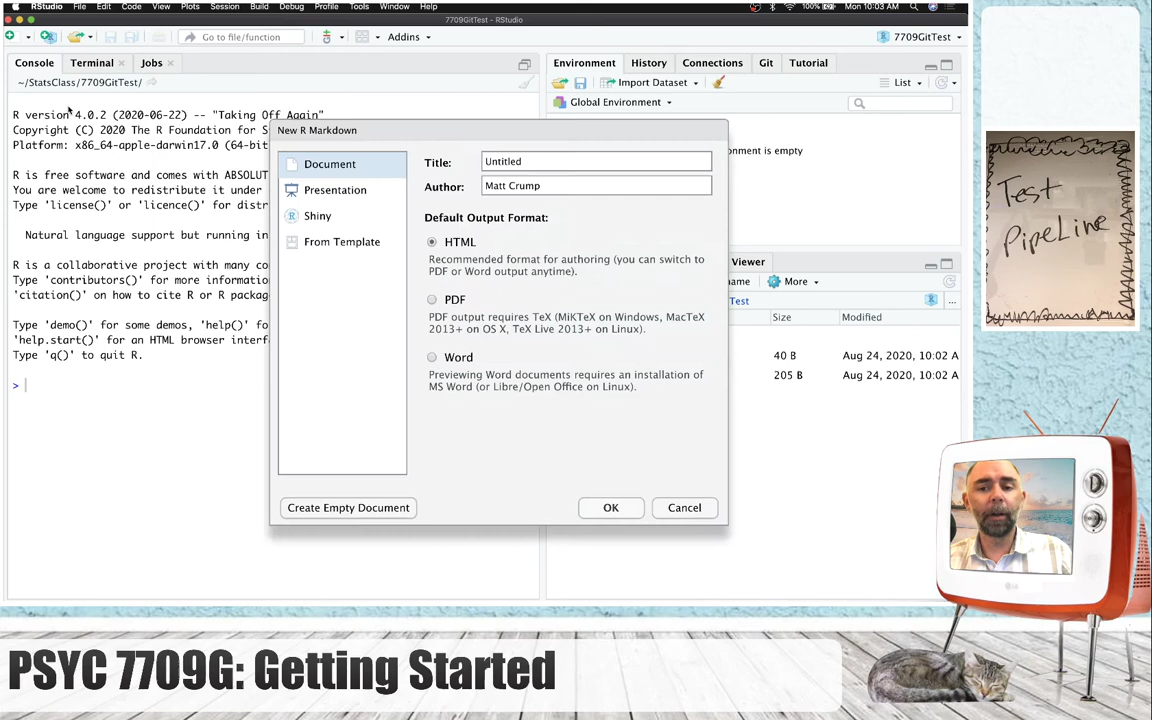 RStudio File Edit Code View Plots Session Build Debug Profile Tools Window Help 100% Mon 10:03 AM
7709GitTest - RStudio
Go to file/function Addins 7709GitTest
Console Terminal Jobs
~/StatsClass/7709GitTest/
R version 4.0.2 (2020-06-22) -- "Taking Off Again"
Copyright (C) 2020 The R Foundation for S
Platform: x86_64-apple-darwin17.0 (64-bit
R is free software and comes with ABSOLUT
You are welcome to redistribute it under
Type 'license()' or 'licence()' for distr
Natural language support but running in
R is a collaborative project with many co
Type 'contributors()' for more information
'citation()' on how to cite R or R packag
Type 'demo()' for some demos, 'help()' fo
'help.start()' for an HTML browser interf
Type 'q()' to quit R.
>
New R Markdown
Document
Presentation
Shiny
From Template
Title: Untitled
Author: Matt Crump
Default Output Format:
HTML
Recommended format for authoring (you can switch to
PDF or Word output anytime).
PDF
PDF output requires TeX (MiKTeX on Windows, MacTeX
2013+ on OS X, TeX Live 2013+ on Linux).
Word
Previewing Word documents requires an installation of
MS Word (or Libre/Open Office on Linux).
Create Empty Document OK Cancel
Environment History Connections Git Tutorial
Import Dataset List
Global Environment
onment is empty
Viewer
name More
Test ...
Size Modified
40 B Aug 24, 2020, 10:02 A
205 B Aug 24, 2020, 10:02 A
Test
PipeLine
LG
PSYC 7709G: Getting Started